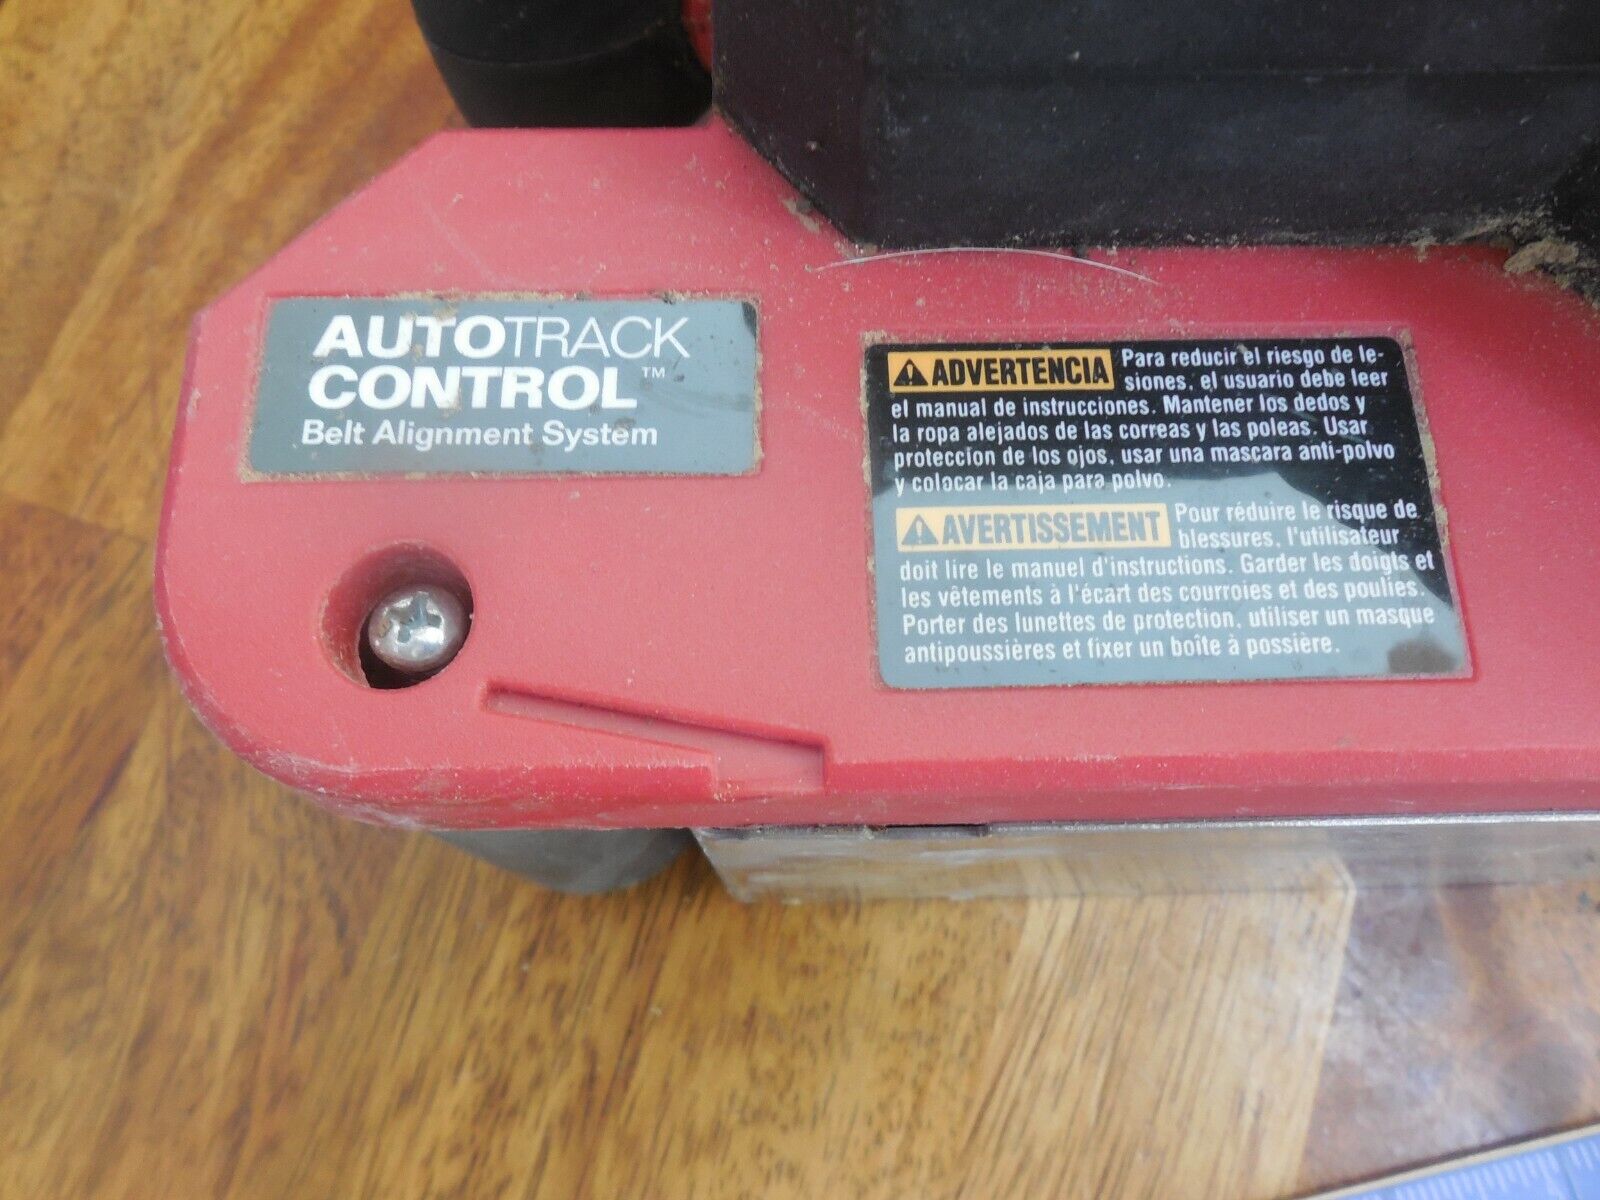 AUTOTRACK
CONTROL™
Belt Alignment System
ADVERTENCIA Para reducir el riesgo de le-
siones, el usuario debe leer
el manual de instrucciones. Mantener los dedos y
la ropa alejados de las correas y las poleas. Usar
proteccion de los ojos, usar una mascara anti-polvo
y colocar la caja para polvo.
AVERTISSEMENT Pour réduire le risque de
blessures, l'utilisateur
doit lire le manuel d'instructions. Garder les doigts et
les vêtements à l'écart des courroies et des poulies.
Porter des lunettes de protection, utiliser un masque
antipoussières et fixer un boîte à possière.